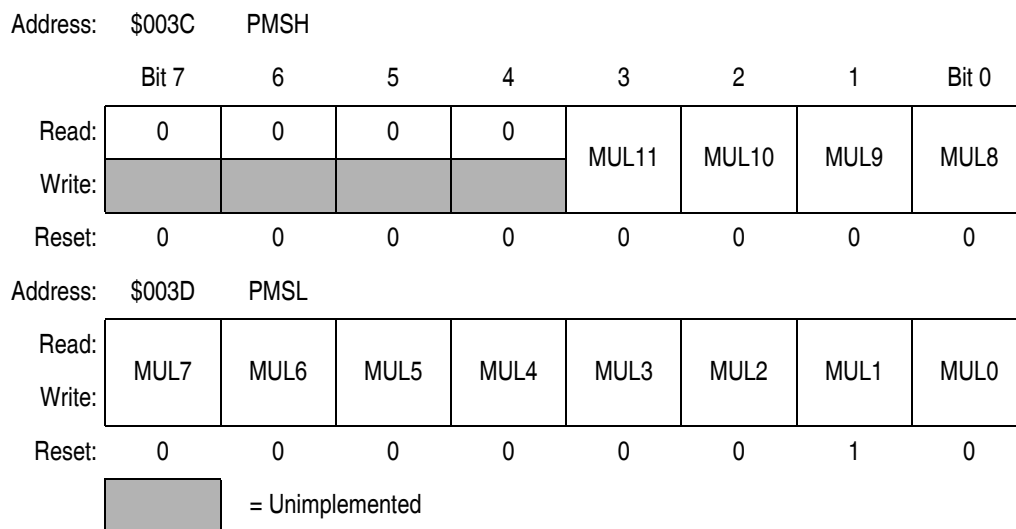 Address: $003C PMSH
Bit 7 6 5 4 3 2 1 Bit 0
Read: 0 0 0 0 MUL11 MUL10 MUL9 MUL8
Write:
Reset: 0 0 0 0 0 0 0 0
Address: $003D PMSL
Read: MUL7 MUL6 MUL5 MUL4 MUL3 MUL2 MUL1 MUL0
Write:
Reset: 0 0 0 0 0 0 1 0
= Unimplemented